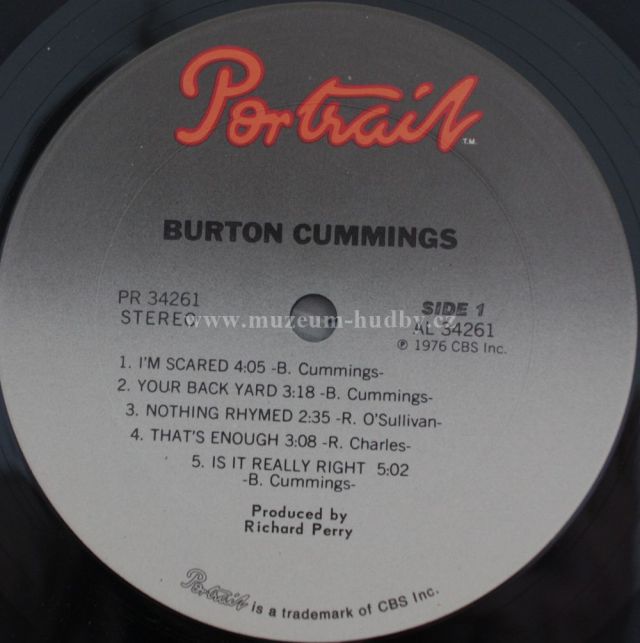 Portrait
T.M.
BURTON CUMMINGS
PR 34261
STEREO
SIDE 1
AL 34261
℗ 1976 CBS Inc.
www.muzeum-hudby.cz
1. I'M SCARED 4:05 -B. Cummings-
2. YOUR BACK YARD 3:18 -B. Cummings-
3. NOTHING RHYMED 2:35 -R. O'Sullivan-
4. THAT'S ENOUGH 3:08 -R. Charles-
5. IS IT REALLY RIGHT 5:02
-B. Cummings-
Produced by
Richard Perry
Portrait is a trademark of CBS Inc.